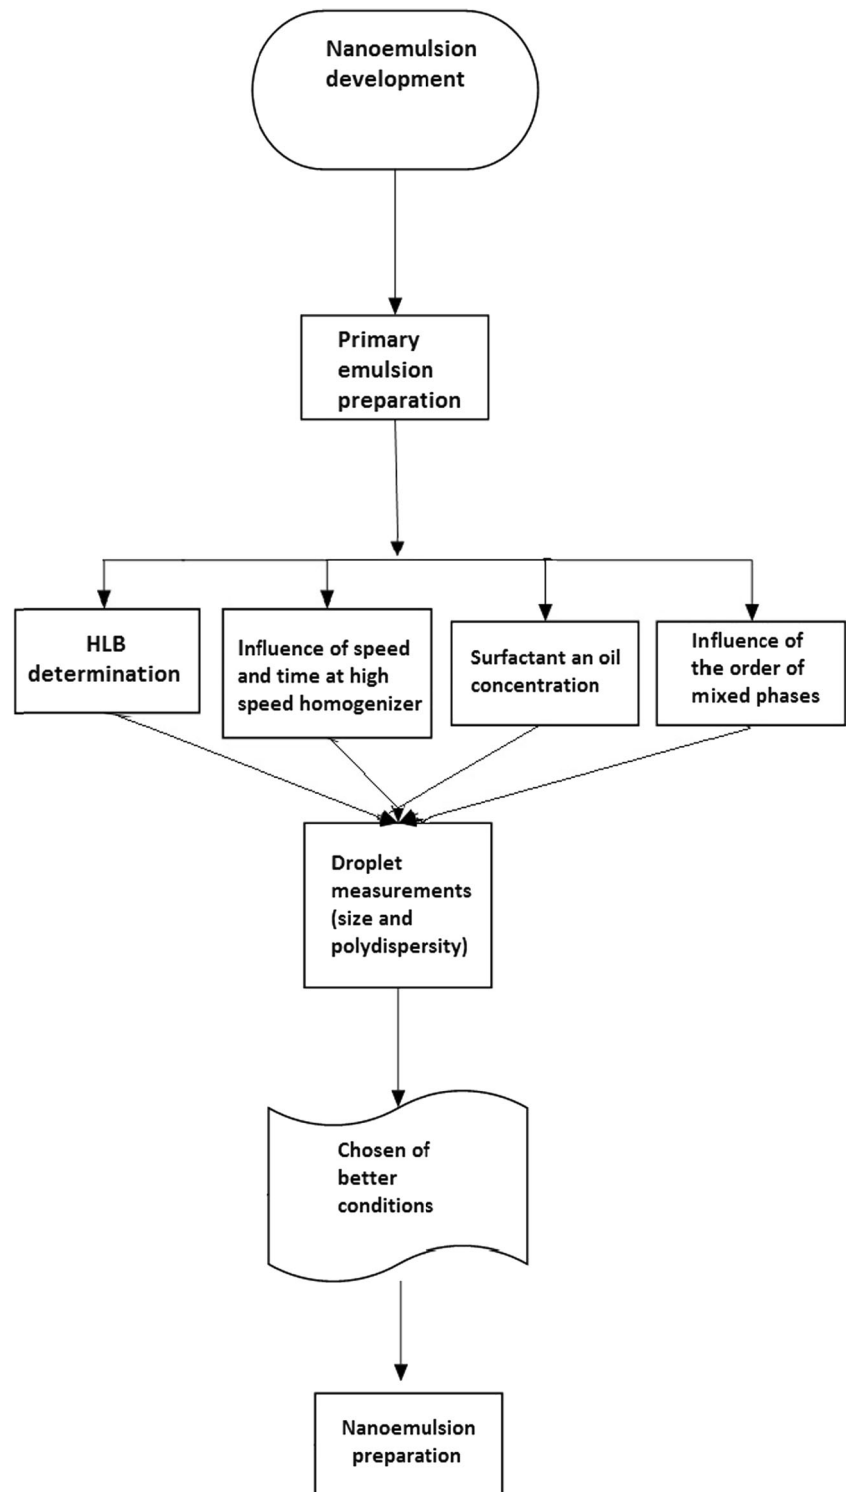 Nanoemulsion
development
Primary
emulsion
preparation
HLB
determination
Influence of speed
and time at high
speed homogenizer
Surfactant an oil
concentration
Influence of
the order of
mixed phases
Droplet
measurements
(size and
polydispersity)
Chosen of
better
conditions
Nanoemulsion
preparation